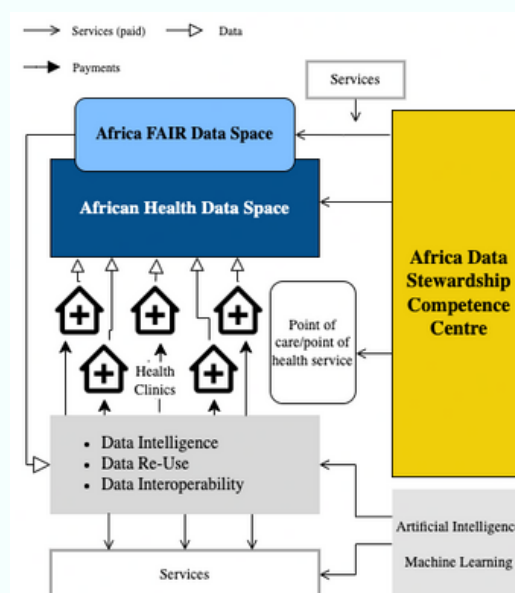 Services (paid)
Data
Payments
Services
Africa FAIR Data Space
African Health Data Space
Africa Data
Stewardship
Competence
Centre
Point of
care/point of
health service
Health
Clinics
• Data Intelligence
• Data Re-Use
• Data Interoperability
Artificial Intelligence
Machine Learning
Services